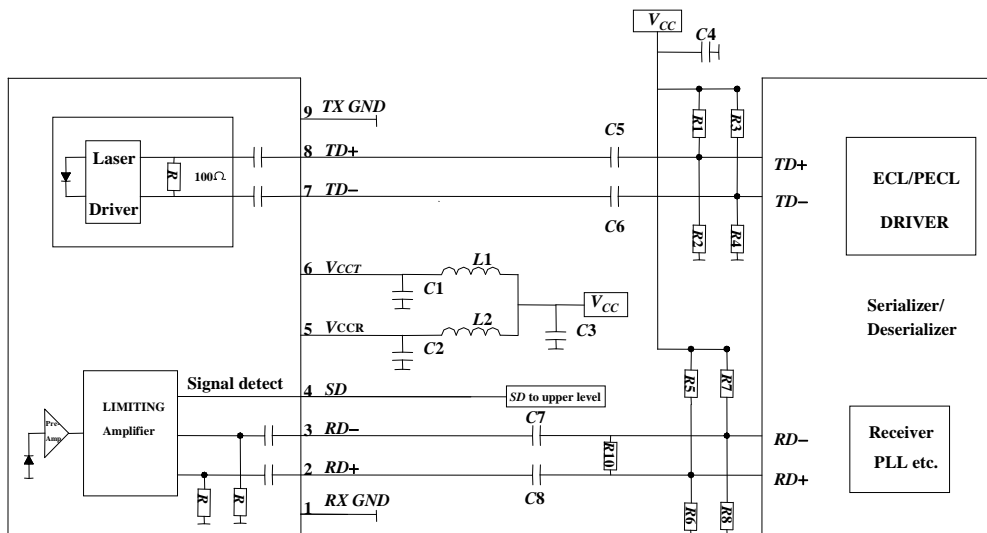 VCC
C4
9 TX GND
R1
R3
C5
Laser
Driver
R
100Ω
8 TD+
TD+
7 TD−
TD−
C6
R2
R4
ECL/PECL
DRIVER
6 VCCT
L1
C1
VCC
5 VCCR
L2
C2
C3
Serializer/
Deserializer
Signal detect
4 SD
SD to upper level
R5
R7
LIMITING
Amplifier
Pre-
Amp
3 RD−
C7
R10
RD−
2 RD+
C8
RD+
Receiver
PLL etc.
R
R
1 RX GND
R6
R8